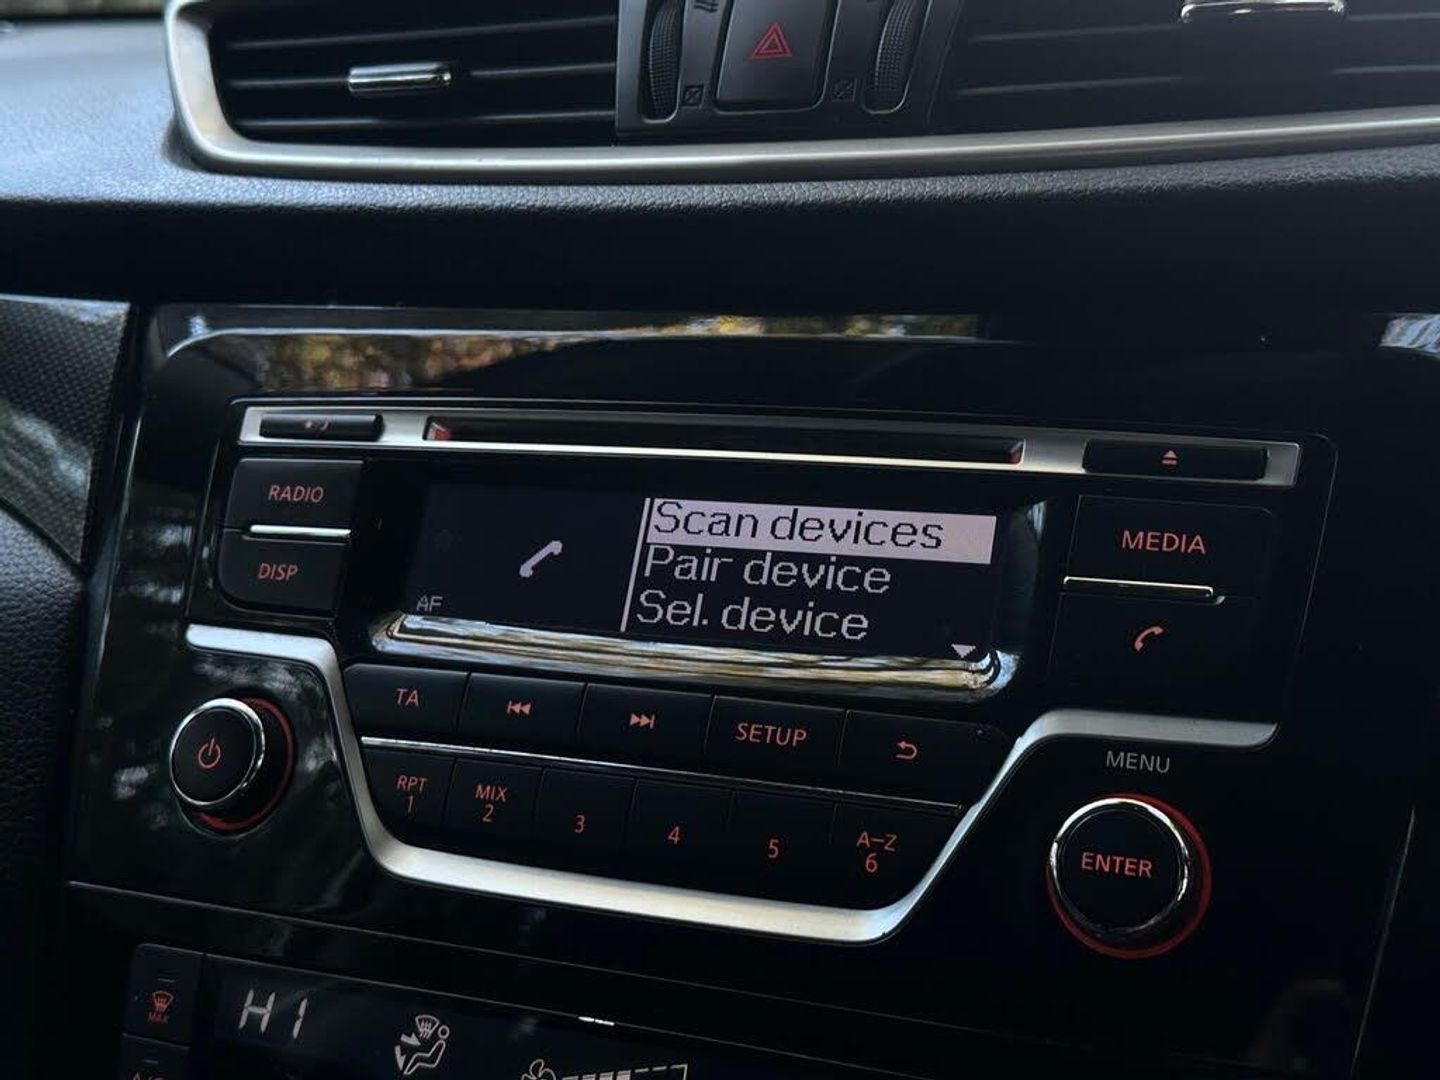 RADIO
DISP
Scan devices
Pair device
Sel. device
AF
MEDIA
TA
SETUP
MENU
RPT
1
MIX
2
3
4
5
A-Z
6
ENTER
MAX
HI